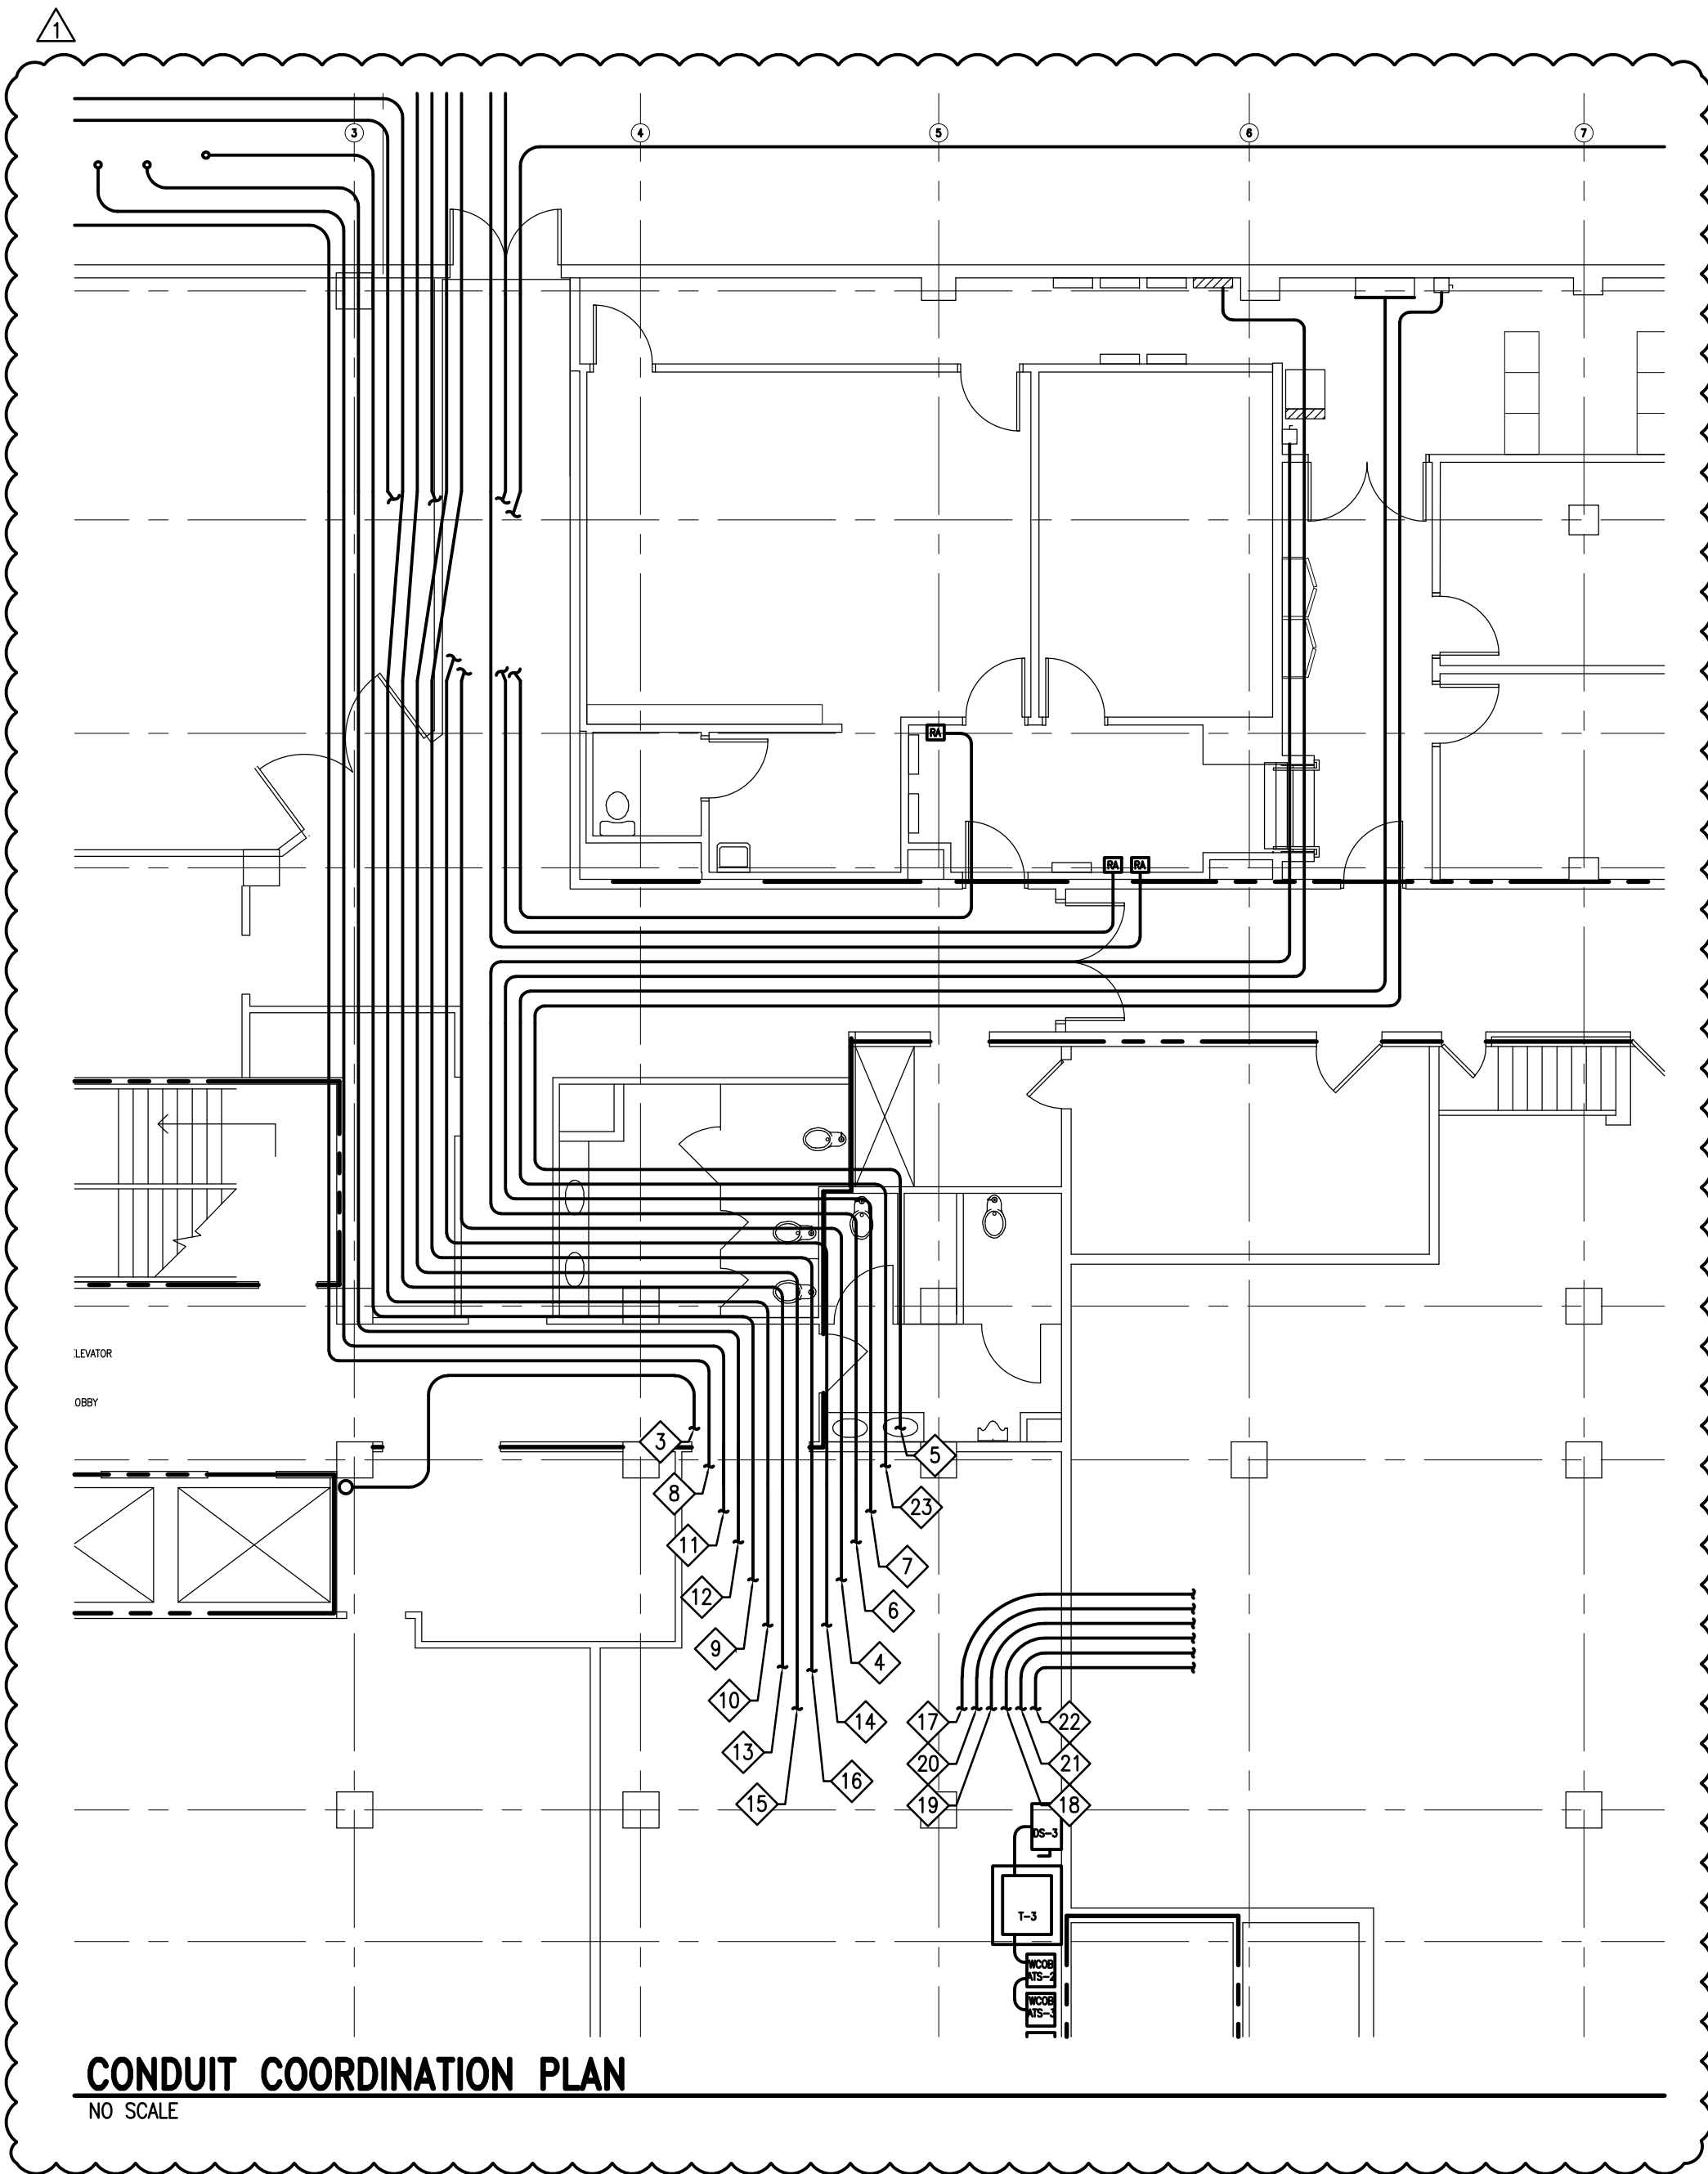 1
3 4 5 6 7
RA
RA RA
LEVATOR
OBBY
3
5
8
23
11
7
12
6
9
4
10
14 17 22
13
20 21
16
15
19 18
DS-3
T-3
WCOB
ATS-2
WCOB
ATS-3
CONDUIT COORDINATION PLAN
NO SCALE